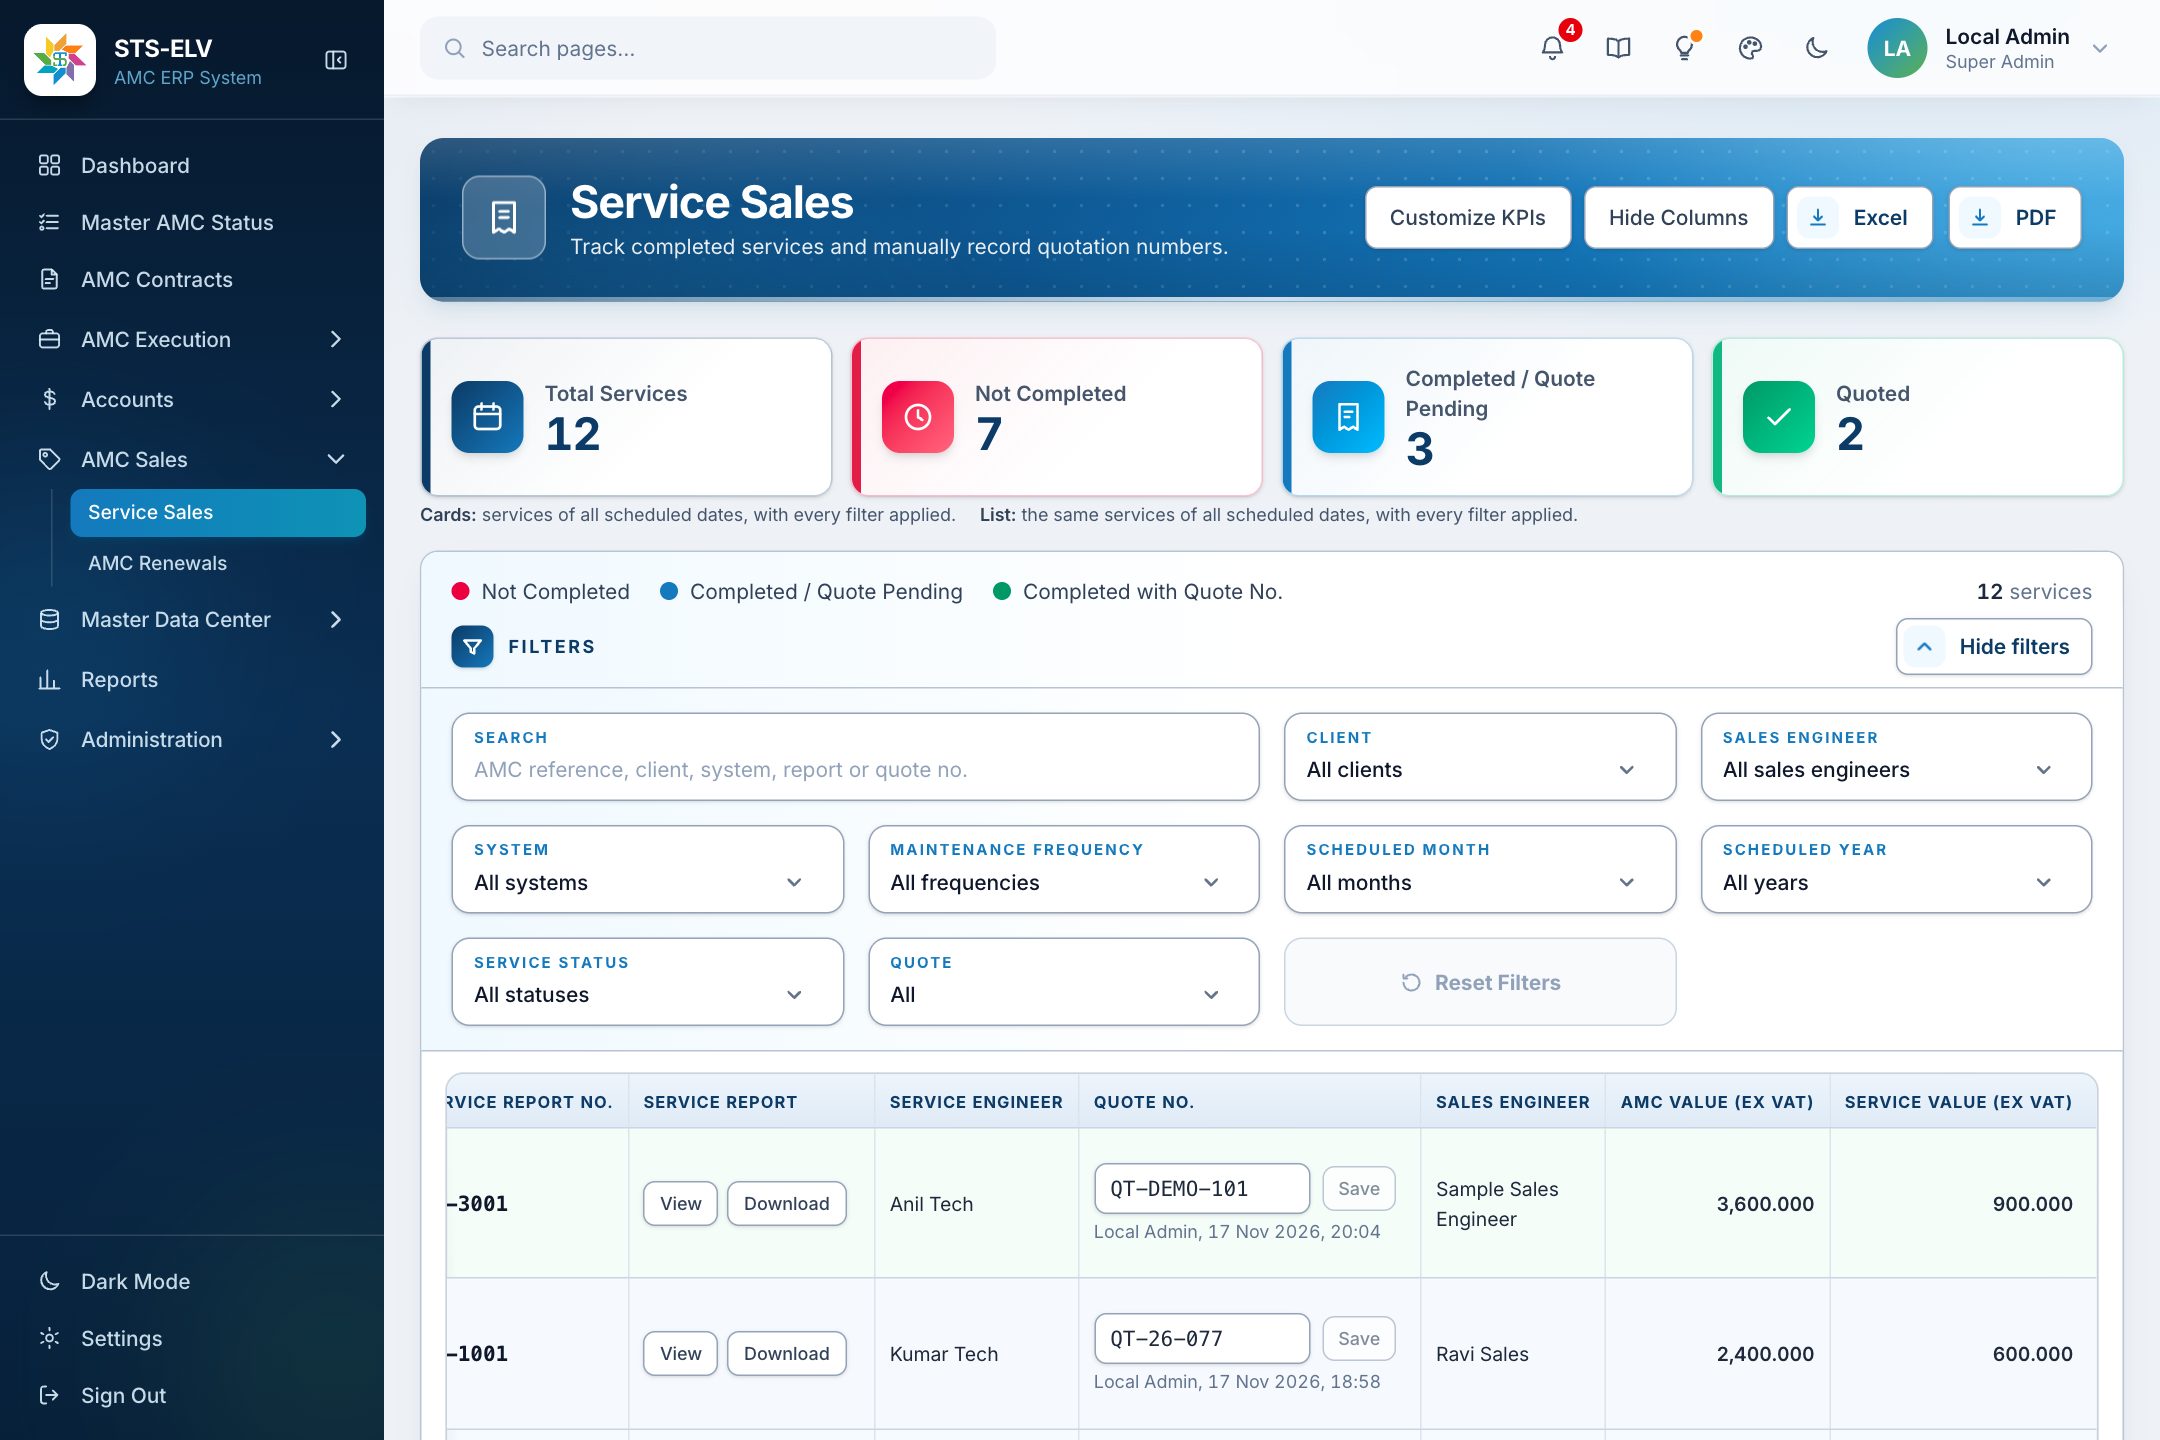 STS-ELV
AMC ERP System
Dashboard
Master AMC Status
AMC Contracts
AMC Execution
Accounts
AMC Sales
Service Sales
AMC Renewals
Master Data Center
Reports
Administration
Dark Mode
Settings
Sign Out
Search pages...
4
LA
Local Admin
Super Admin
Service Sales
Track completed services and manually record quotation numbers.
Customize KPIs
Hide Columns
Excel
PDF
Total Services
12
Not Completed
7
Completed / Quote
Pending
3
Quoted
2
Cards: services of all scheduled dates, with every filter applied. List: the same services of all scheduled dates, with every filter applied.
Not Completed
Completed / Quote Pending
Completed with Quote No.
12 services
FILTERS
Hide filters
SEARCH
AMC reference, client, system, report or quote no.
CLIENT
All clients
SALES ENGINEER
All sales engineers
SYSTEM
All systems
MAINTENANCE FREQUENCY
All frequencies
SCHEDULED MONTH
All months
SCHEDULED YEAR
All years
SERVICE STATUS
All statuses
QUOTE
All
Reset Filters
RVICE REPORT NO. SERVICE REPORT SERVICE ENGINEER QUOTE NO. SALES ENGINEER AMC VALUE (EX VAT) SERVICE VALUE (EX VAT)
-3001
View
Download
Anil Tech
QT-DEMO-101
Save
Local Admin, 17 Nov 2026, 20:04
Sample Sales
Engineer
3,600.000
900.000
-1001
View
Download
Kumar Tech
QT-26-077
Save
Local Admin, 17 Nov 2026, 18:58
Ravi Sales
2,400.000
600.000